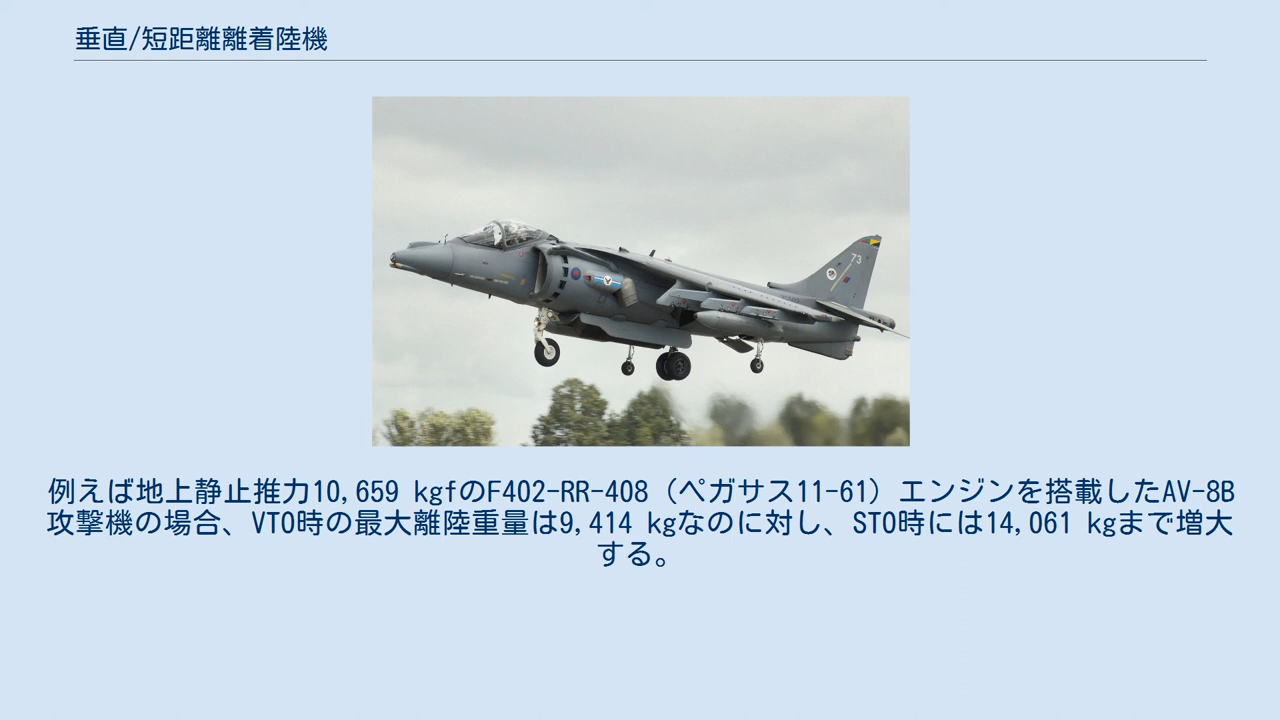 垂直/短距離離着陸機
73
例えば地上静止推力10,659 kgfのF402-RR-408（ペガサス11-61）エンジンを搭載したAV-8B
攻撃機の場合、VTO時の最大離陸重量は9,414 kgなのに対し、STO時には14,061 kgまで増大
する。